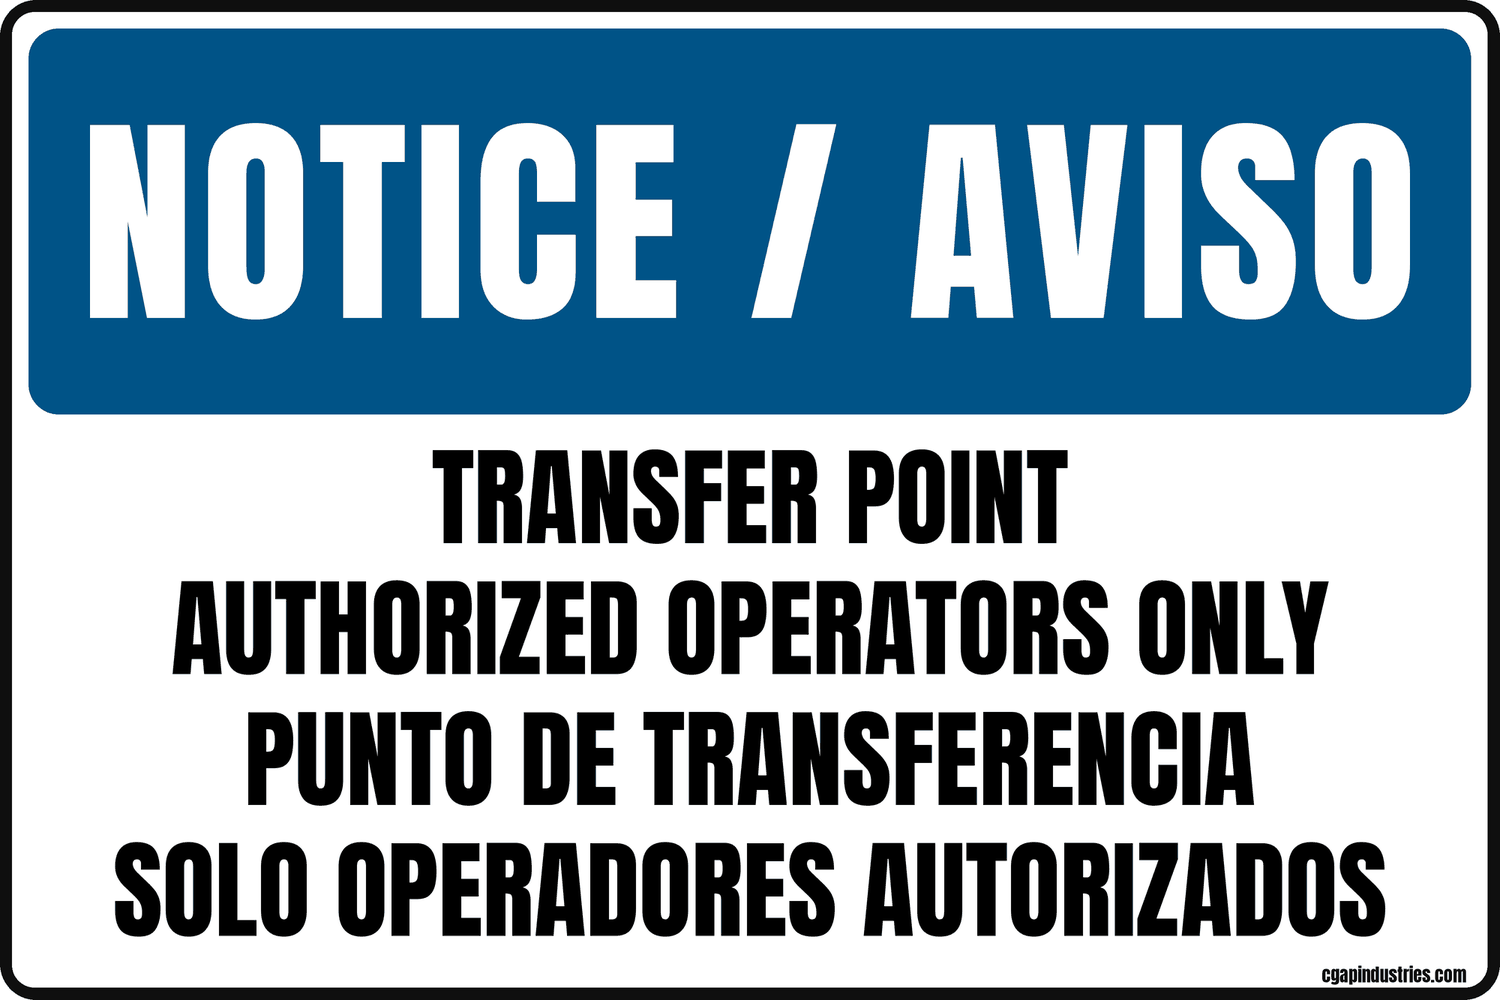 NOTICE / AVISO
TRANSFER POINT
AUTHORIZED OPERATORS ONLY
PUNTO DE TRANSFERENCIA
SOLO OPERADORES AUTORIZADOS
cgapindustries.com